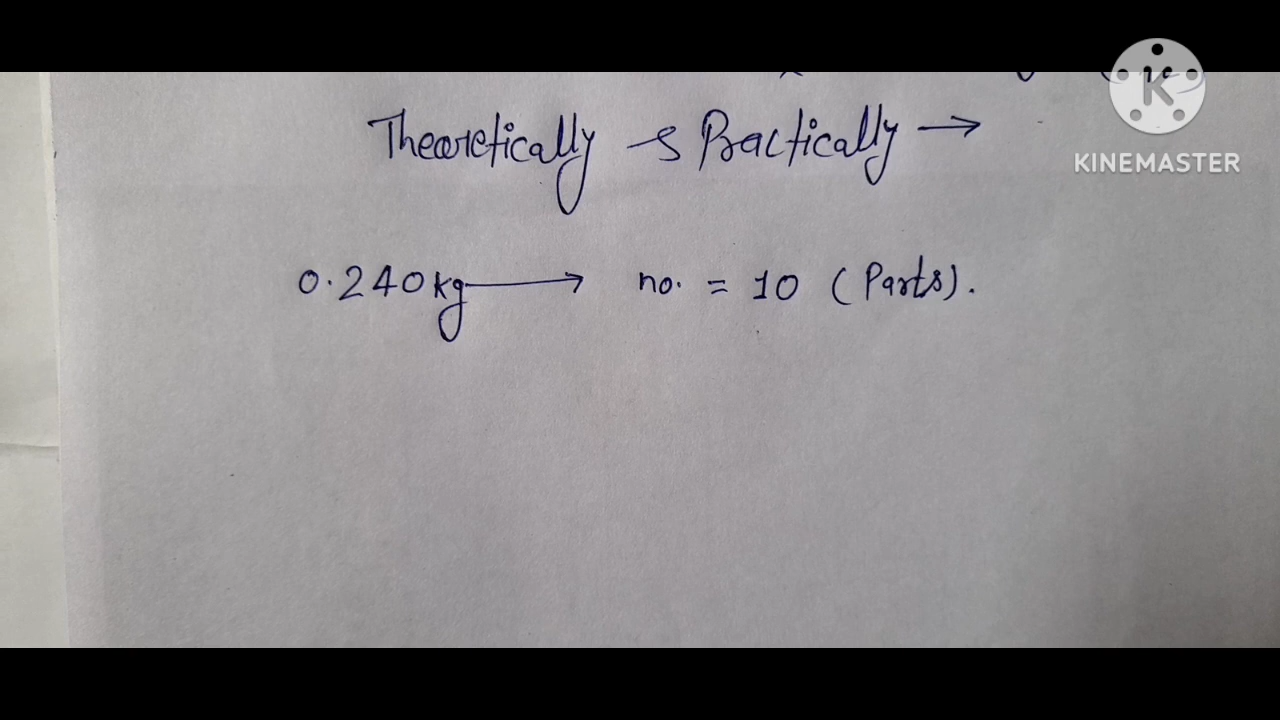 Theoretically & Practically →
0.240kg → no. = 10 (Parts).
K
KINEMASTER